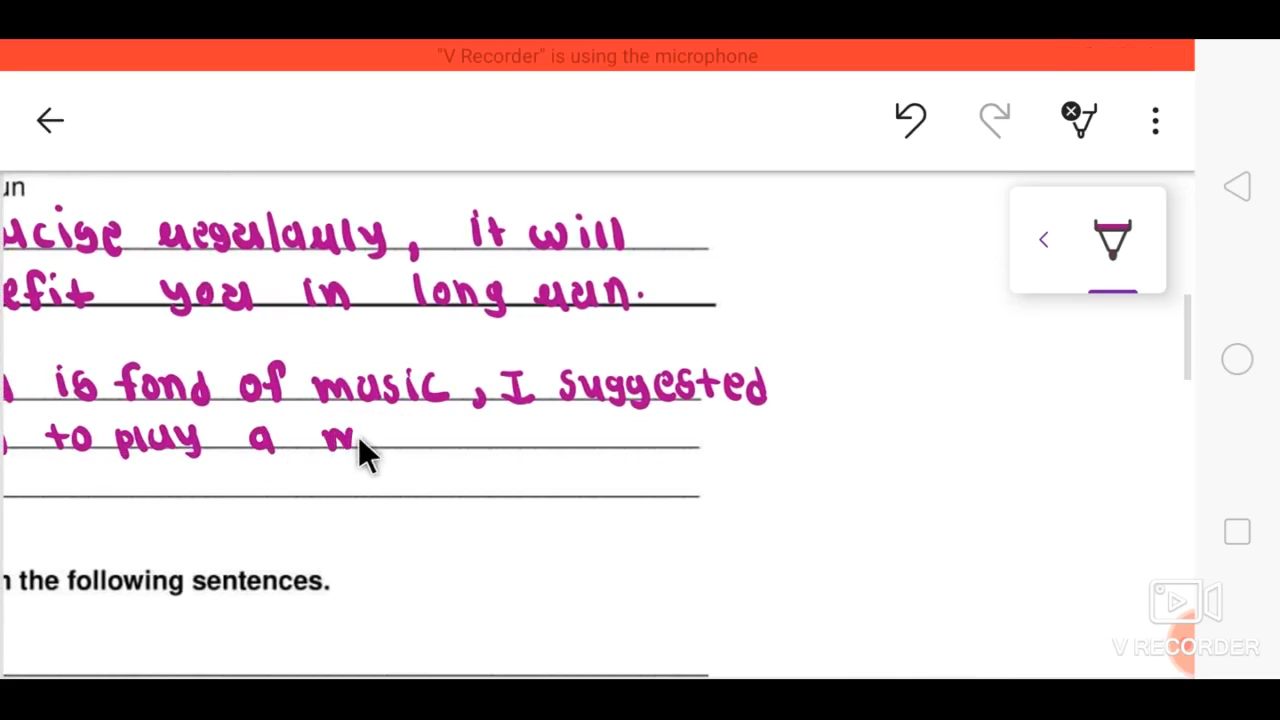 "V Recorder" is using the microphone
un
ucise regularly, it will
efit you in long run.
is fond of music, I suggested
to play a m
n the following sentences.
V RECORDER